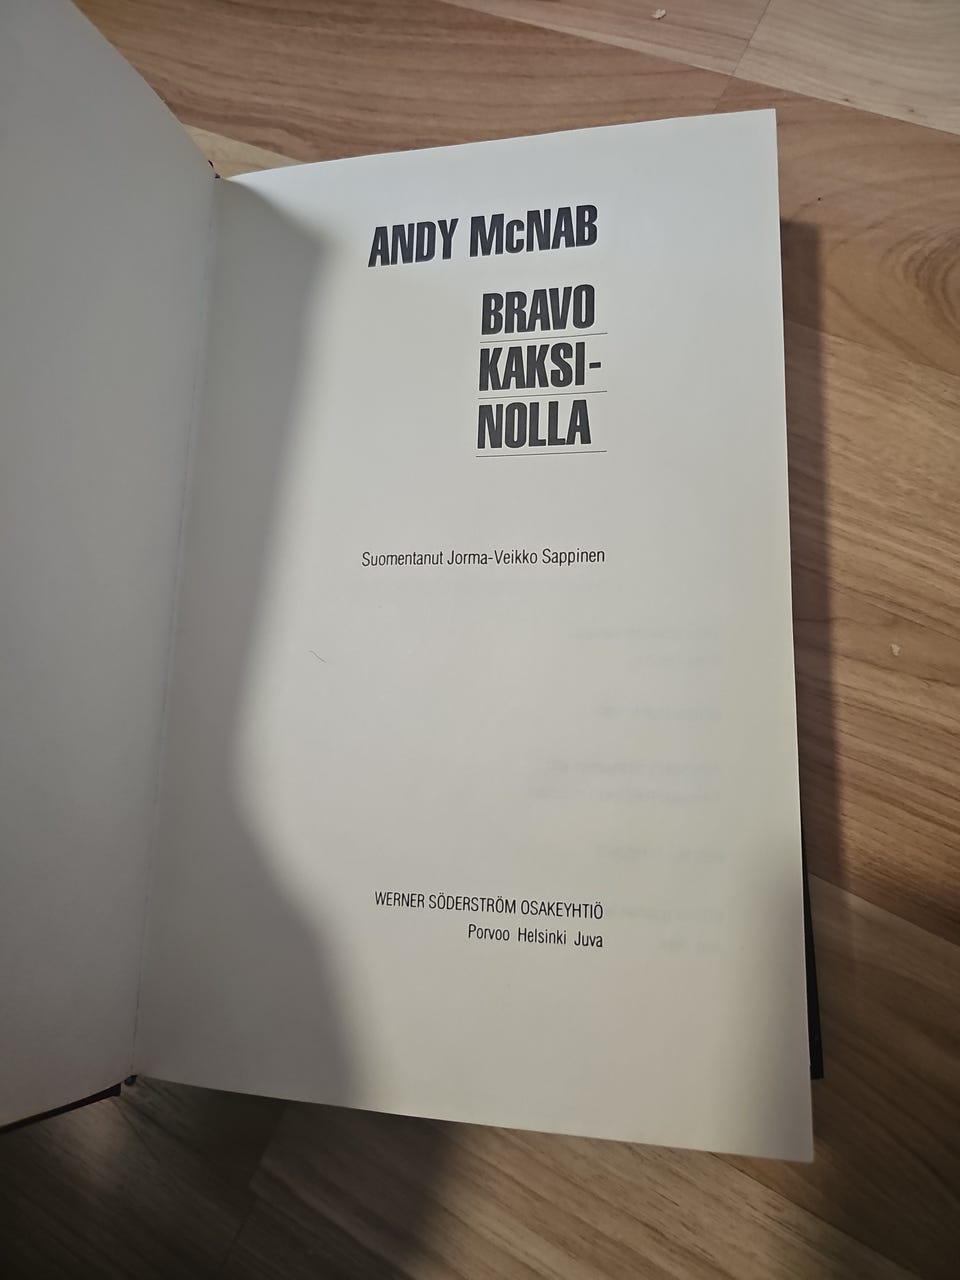 ANDY McNAB
BRAVO
KAKSI-
NOLLA
Suomentanut Jorma-Veikko Sappinen
WERNER SÖDERSTRÖM OSAKEYHTIÖ
Porvoo Helsinki Juva